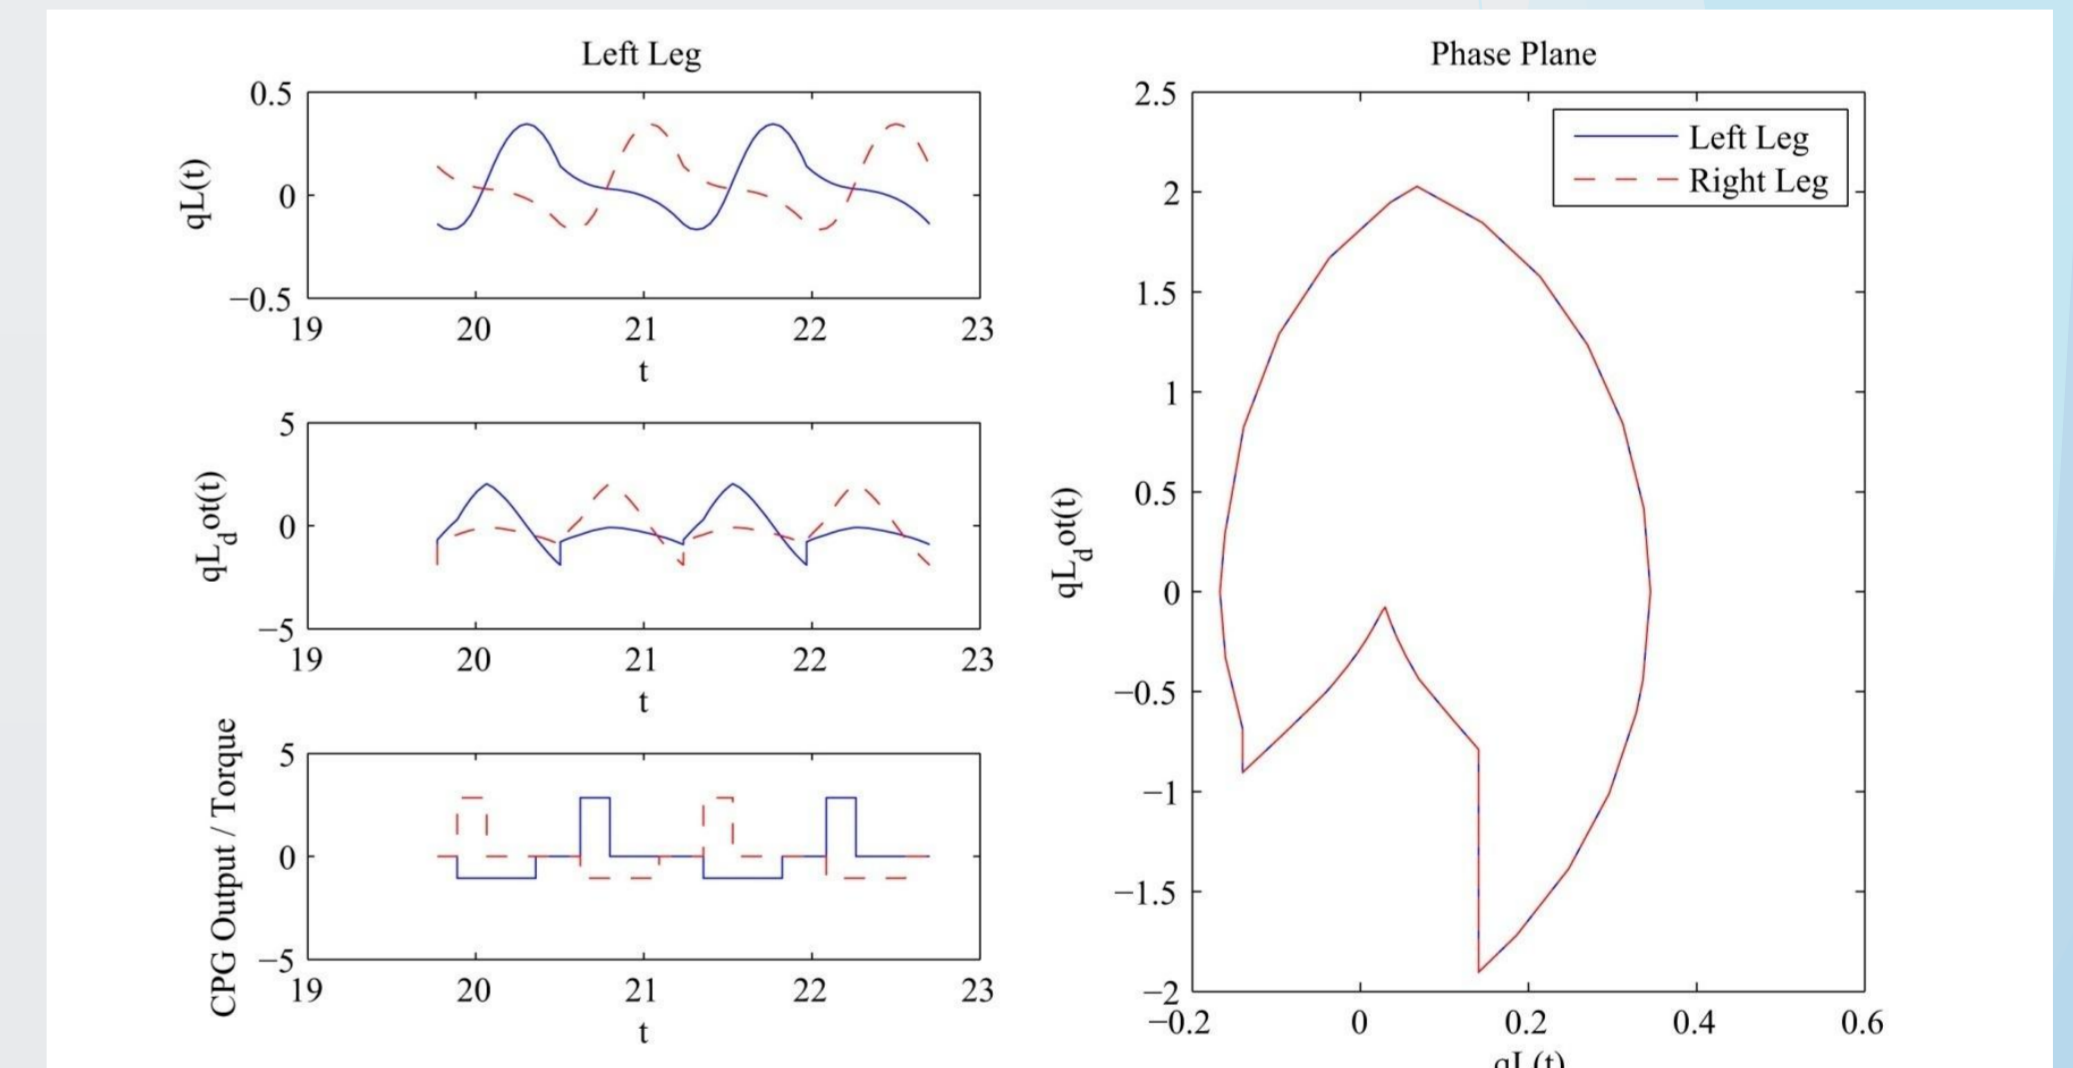 Left Leg
0.5
0
−0.5
qL(t)
19 20 21 22 23
t
5
0
−5
qL_dot(t)
19 20 21 22 23
t
5
0
−5
CPG Output / Torque
19 20 21 22 23
t
Phase Plane
Left Leg
Right Leg
2.5
2
1.5
1
0.5
0
−0.5
−1
−1.5
−2
qL_dot(t)
−0.2 0 0.2 0.4 0.6
qL(t)